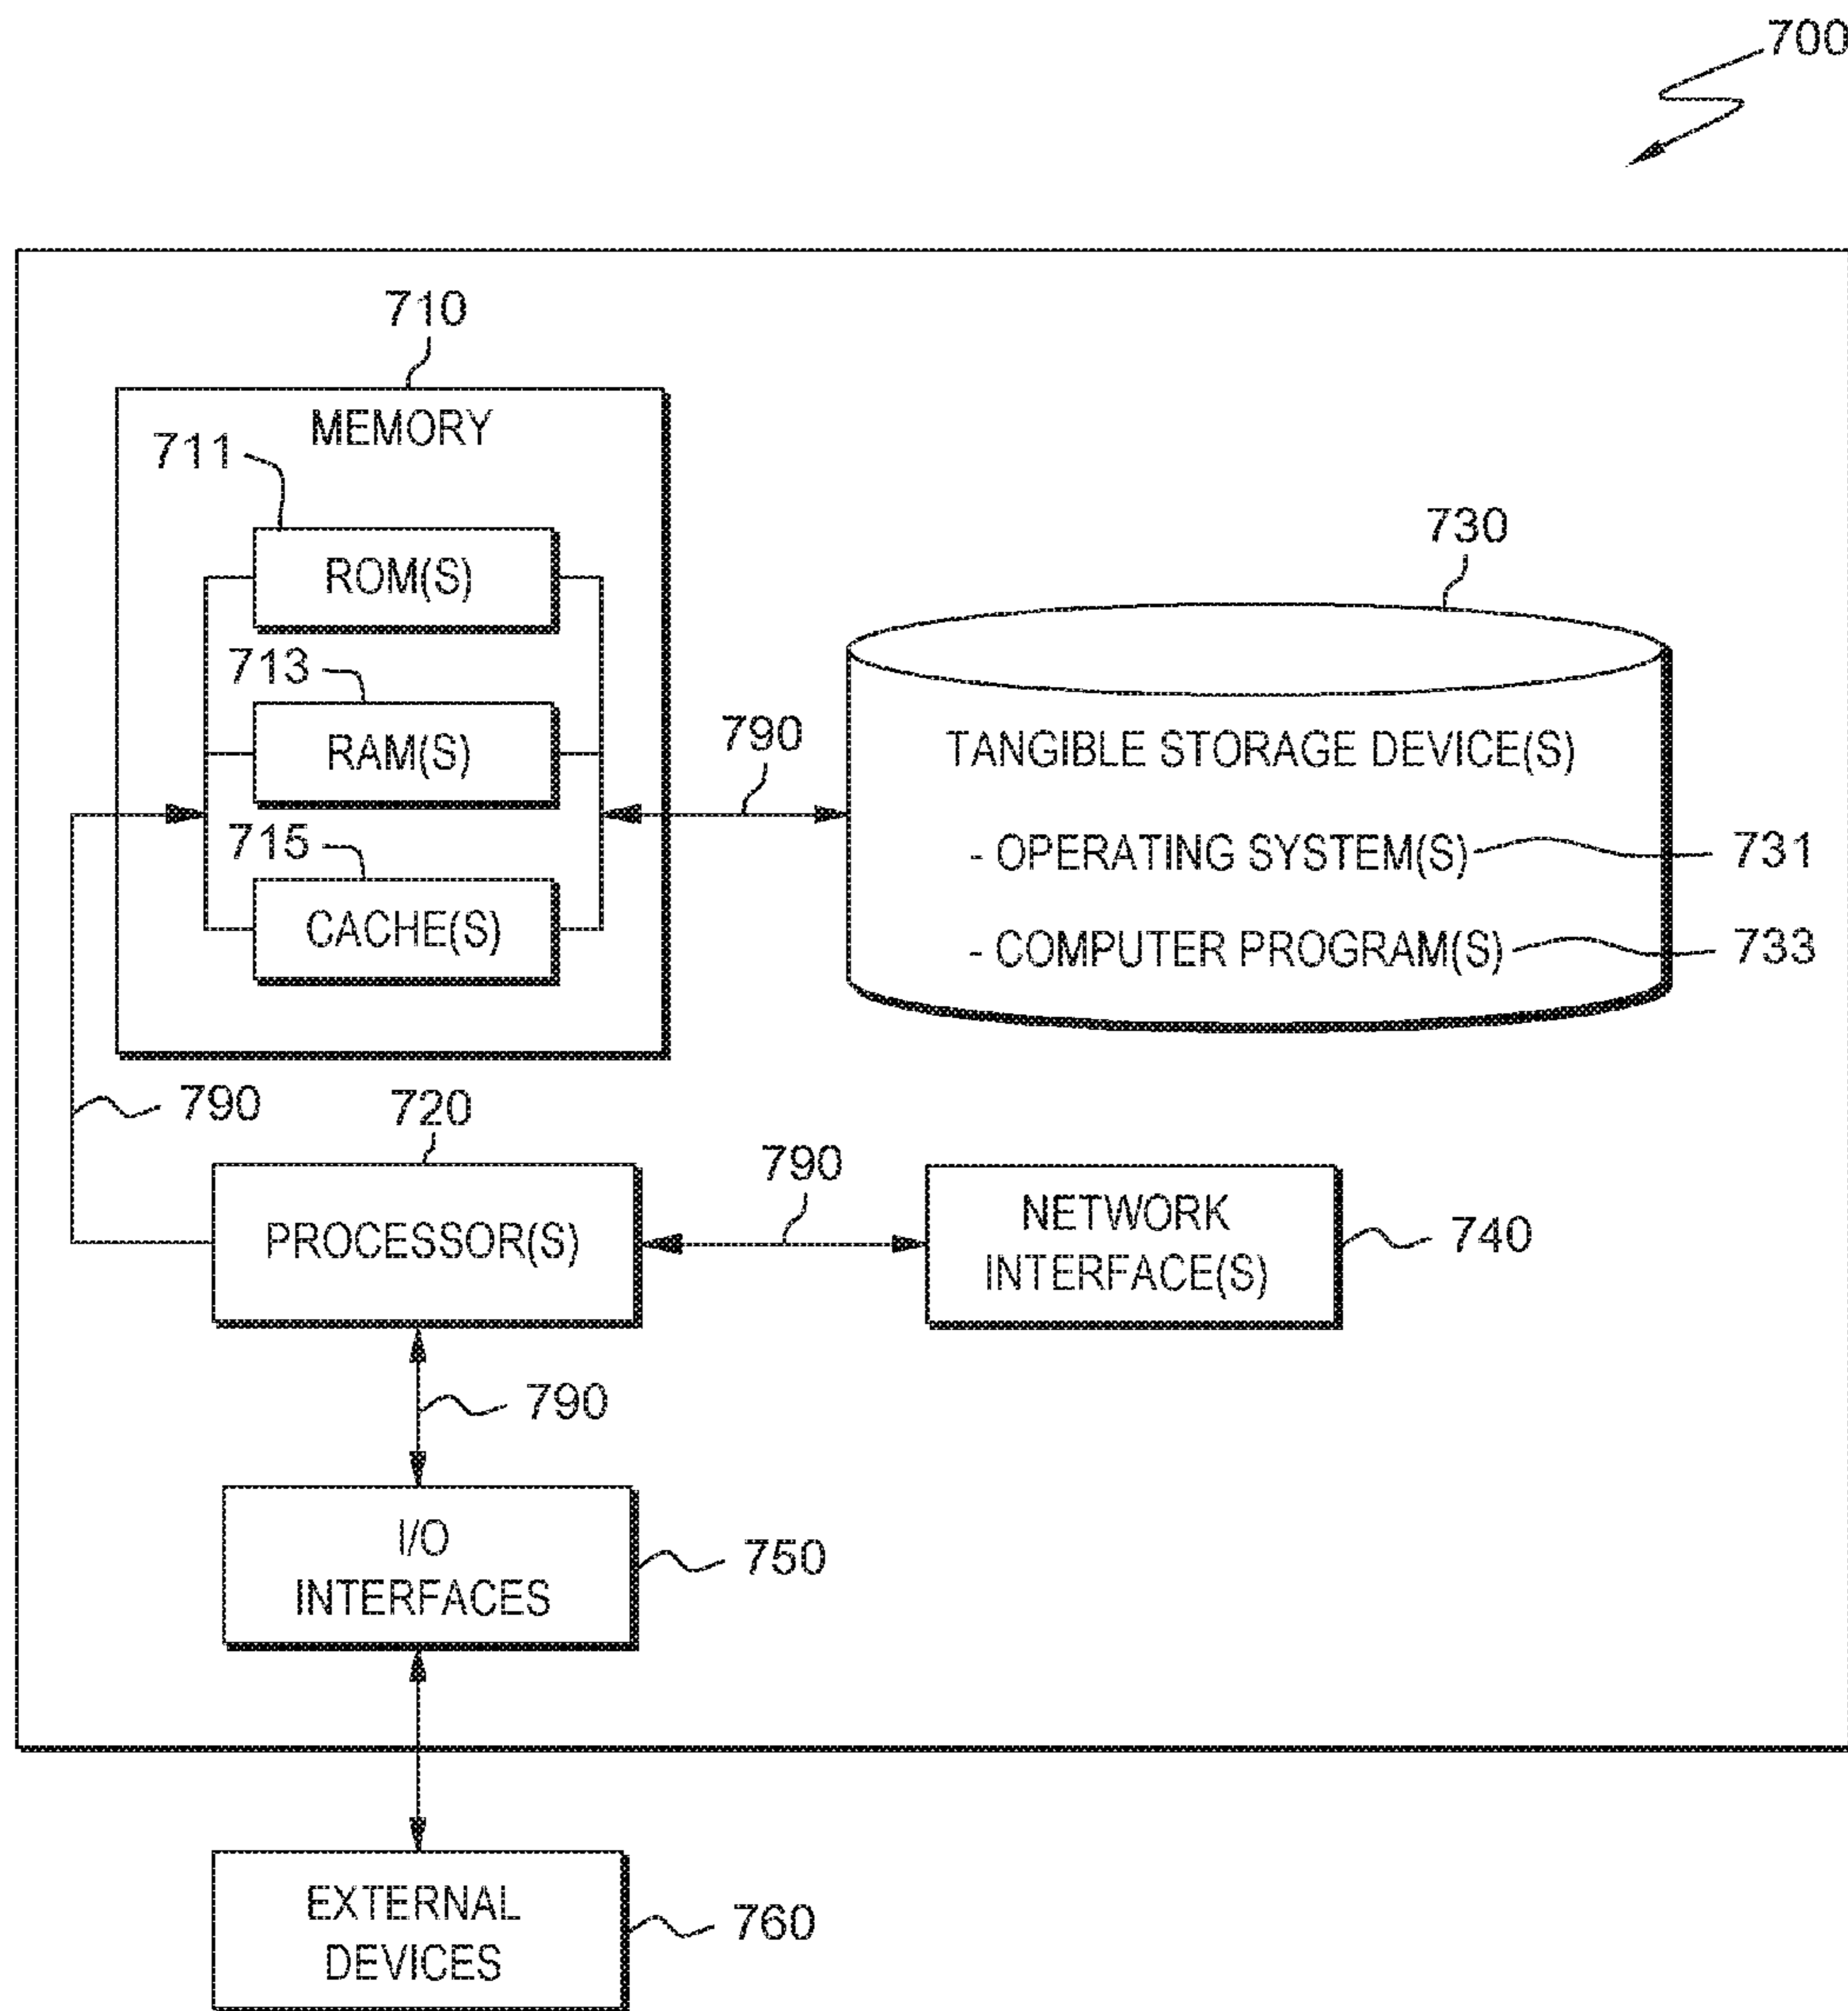 700
710
MEMORY
711
ROM(S)
713
RAM(S)
715
CACHE(S)
730
790
TANGIBLE STORAGE DEVICE(S)
- OPERATING SYSTEM(S) 731
- COMPUTER PROGRAM(S) 733
790
720
PROCESSOR(S)
790
NETWORK
INTERFACE(S)
740
790
I/O
INTERFACES
750
EXTERNAL
DEVICES
760